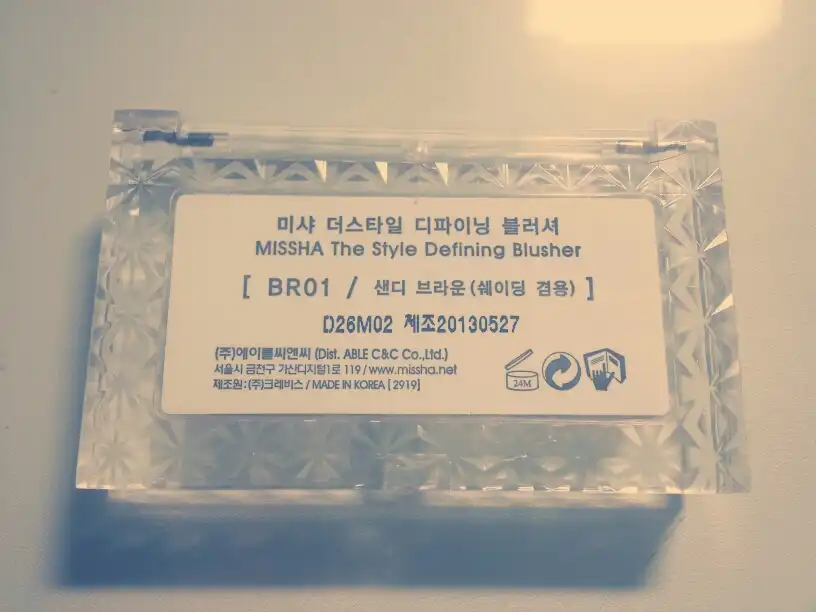 미샤 더스타일 디파이닝 블러셔
MISSHA The Style Defining Blusher
[ BR01 / 샌디 브라운(쉐이딩 겸용) ]
D26M02 제조20130527
(주)에이블씨엔씨 (Dist. ABLE C&C Co.,Ltd.)
서울시 금천구 가산디지털1로 119 / www.missha.net
제조원:(주)크레비스 / MADE IN KOREA [2919]
24M